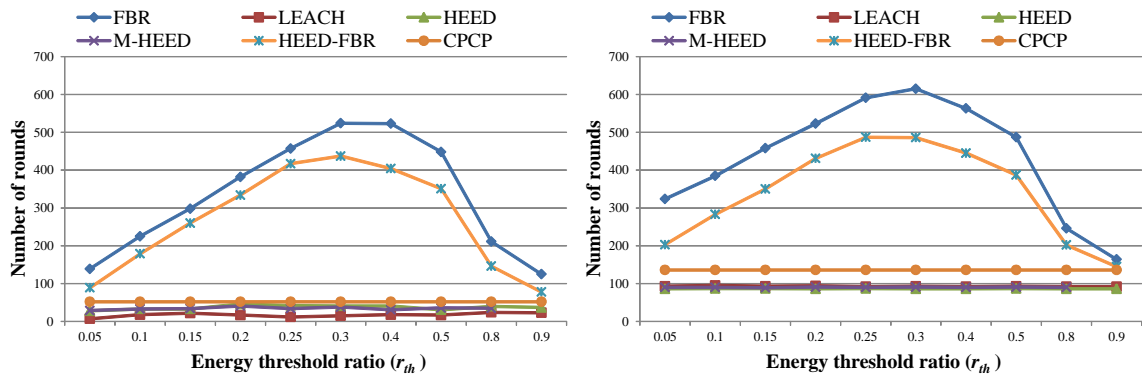 FBR LEACH HEED
M-HEED HEED-FBR CPCP
700
600
500
400
300
200
100
0
Number of rounds
0.05 0.1 0.15 0.2 0.25 0.3 0.4 0.5 0.8 0.9
Energy threshold ratio (r_th )
FBR LEACH HEED
M-HEED HEED-FBR CPCP
700
600
500
400
300
200
100
0
Number of rounds
0.05 0.1 0.15 0.2 0.25 0.3 0.4 0.5 0.8 0.9
Energy threshold ratio (r_th )